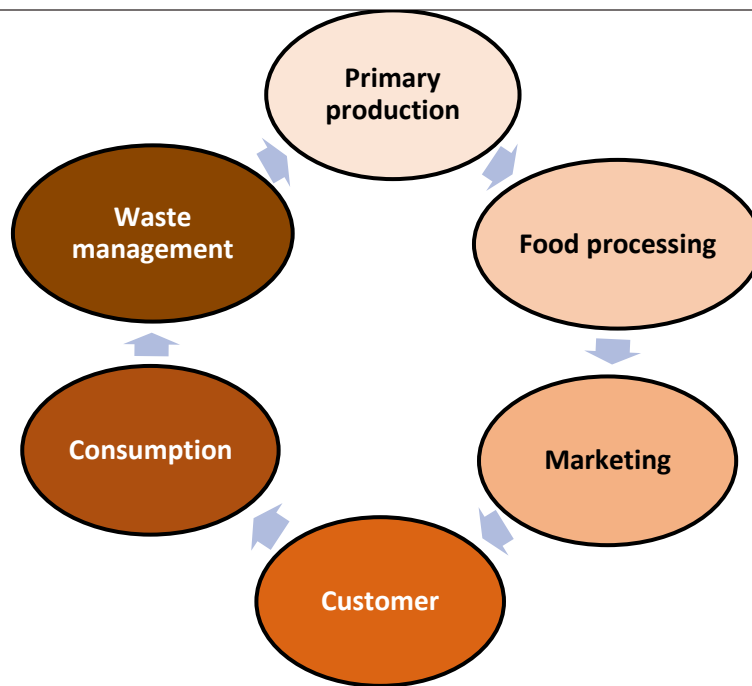 Primary
production
Food processing
Marketing
Customer
Consumption
Waste
management